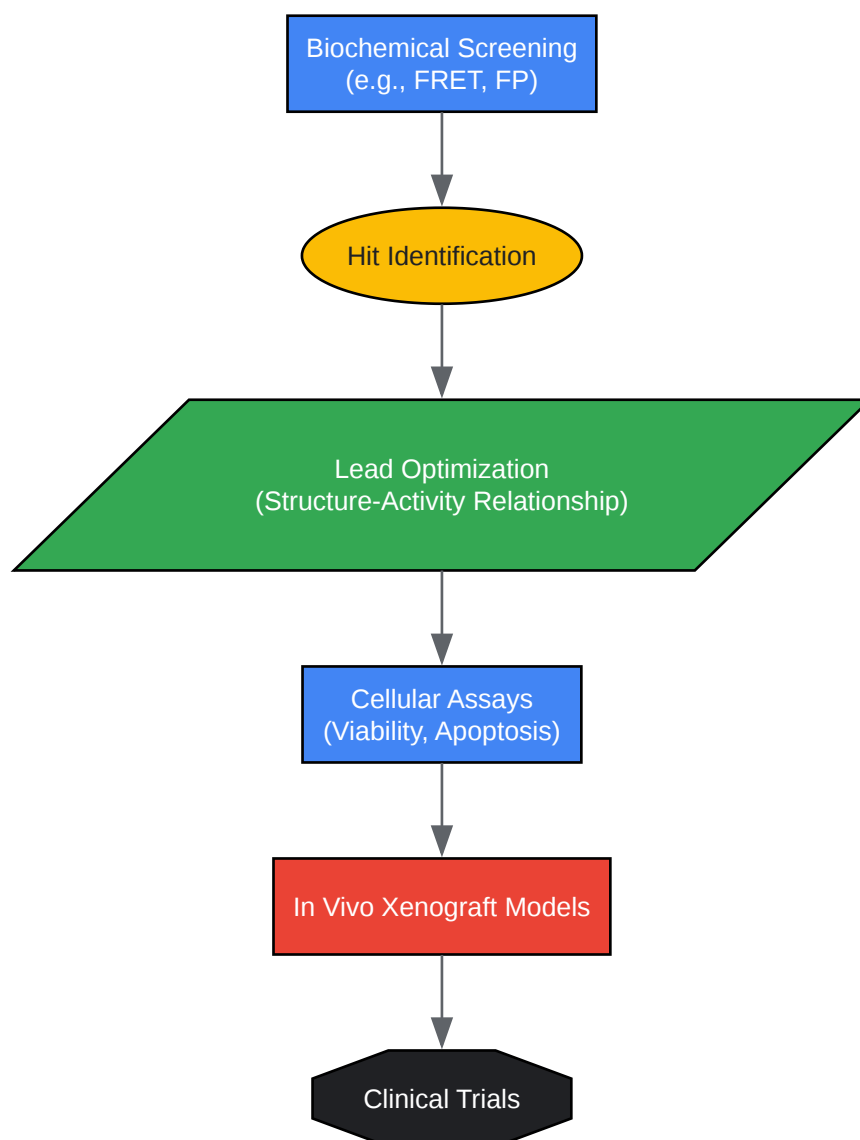 Biochemical Screening
(e.g., FRET, FP)
Hit Identification
Lead Optimization
(Structure-Activity Relationship)
Cellular Assays
(Viability, Apoptosis)
In Vivo Xenograft Models
Clinical Trials